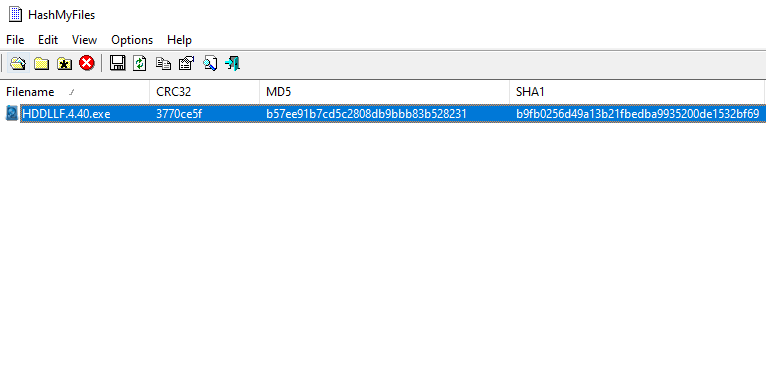 HashMyFiles
File Edit View Options Help
Filename CRC32 MD5 SHA1
HDDLLF.4.40.exe 3770ce5f b57ee91b7cd5c2808db9bbb83b528231 b9fb0256d49a13b21fbedba9935200de1532bf69